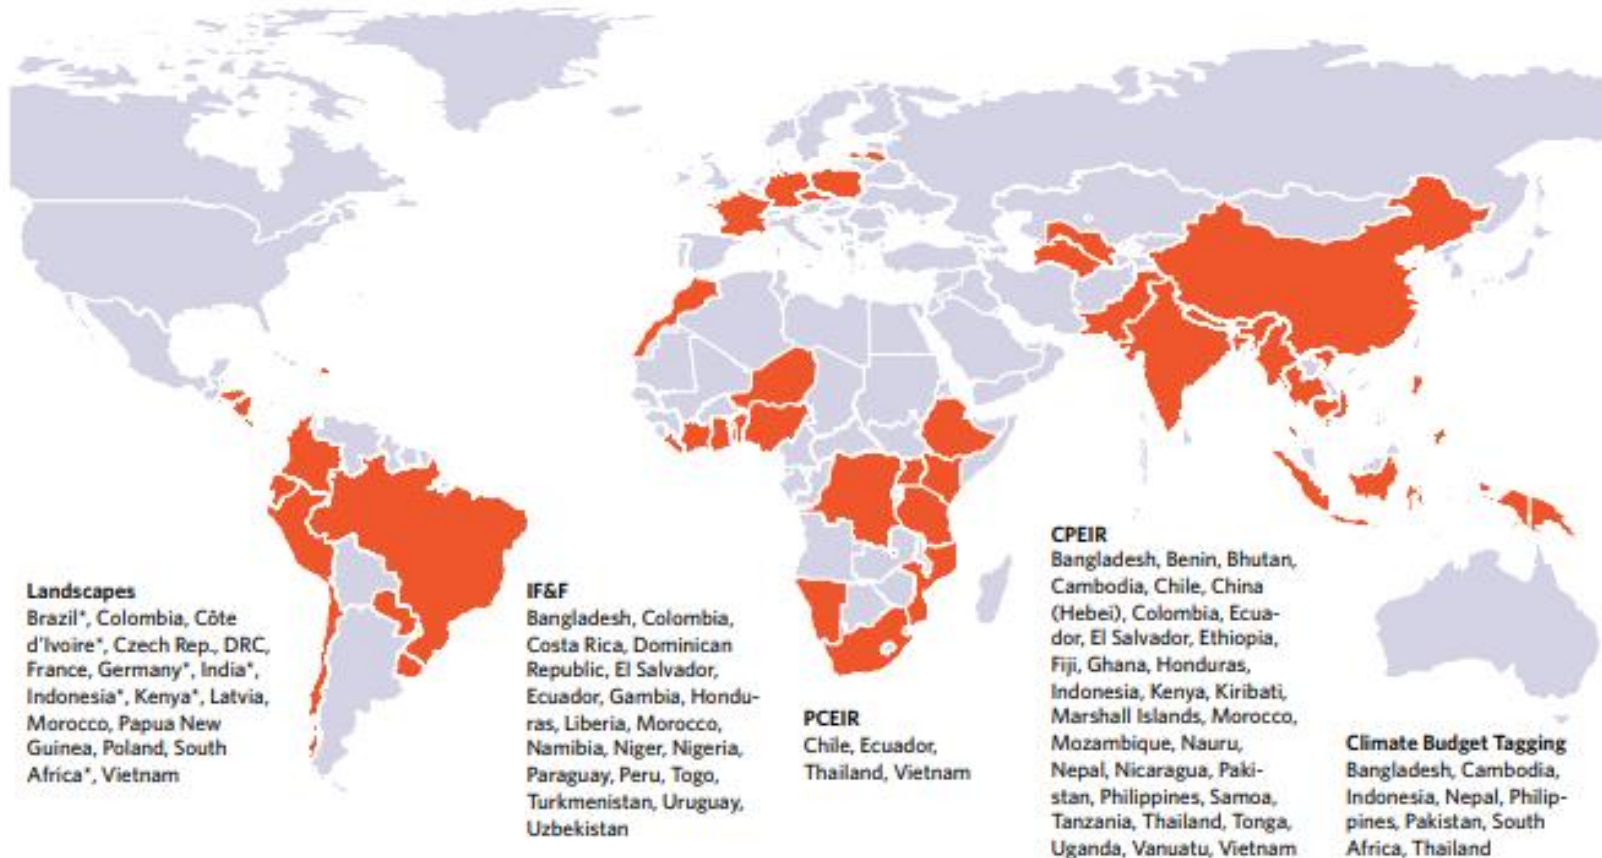 Landscapes
Brazil*, Colombia, Côte
d'Ivoire*, Czech Rep., DRC,
France, Germany*, India*,
Indonesia*, Kenya*, Latvia,
Morocco, Papua New
Guinea, Poland, South
Africa*, Vietnam
IF&F
Bangladesh, Colombia,
Costa Rica, Dominican
Republic, El Salvador,
Ecuador, Gambia, Hondu-
ras, Liberia, Morocco,
Namibia, Niger, Nigeria,
Paraguay, Peru, Togo,
Turkmenistan, Uruguay,
Uzbekistan
PCEIR
Chile, Ecuador,
Thailand, Vietnam
CPEIR
Bangladesh, Benin, Bhutan,
Cambodia, Chile, China
(Hebei), Colombia, Ecua-
dor, El Salvador, Ethiopia,
Fiji, Ghana, Honduras,
Indonesia, Kenya, Kiribati,
Marshall Islands, Morocco,
Mozambique, Nauru,
Nepal, Nicaragua, Paki-
stan, Philippines, Samoa,
Tanzania, Thailand, Tonga,
Uganda, Vanuatu, Vietnam
Climate Budget Tagging
Bangladesh, Cambodia,
Indonesia, Nepal, Philip-
pines, Pakistan, South
Africa, Thailand